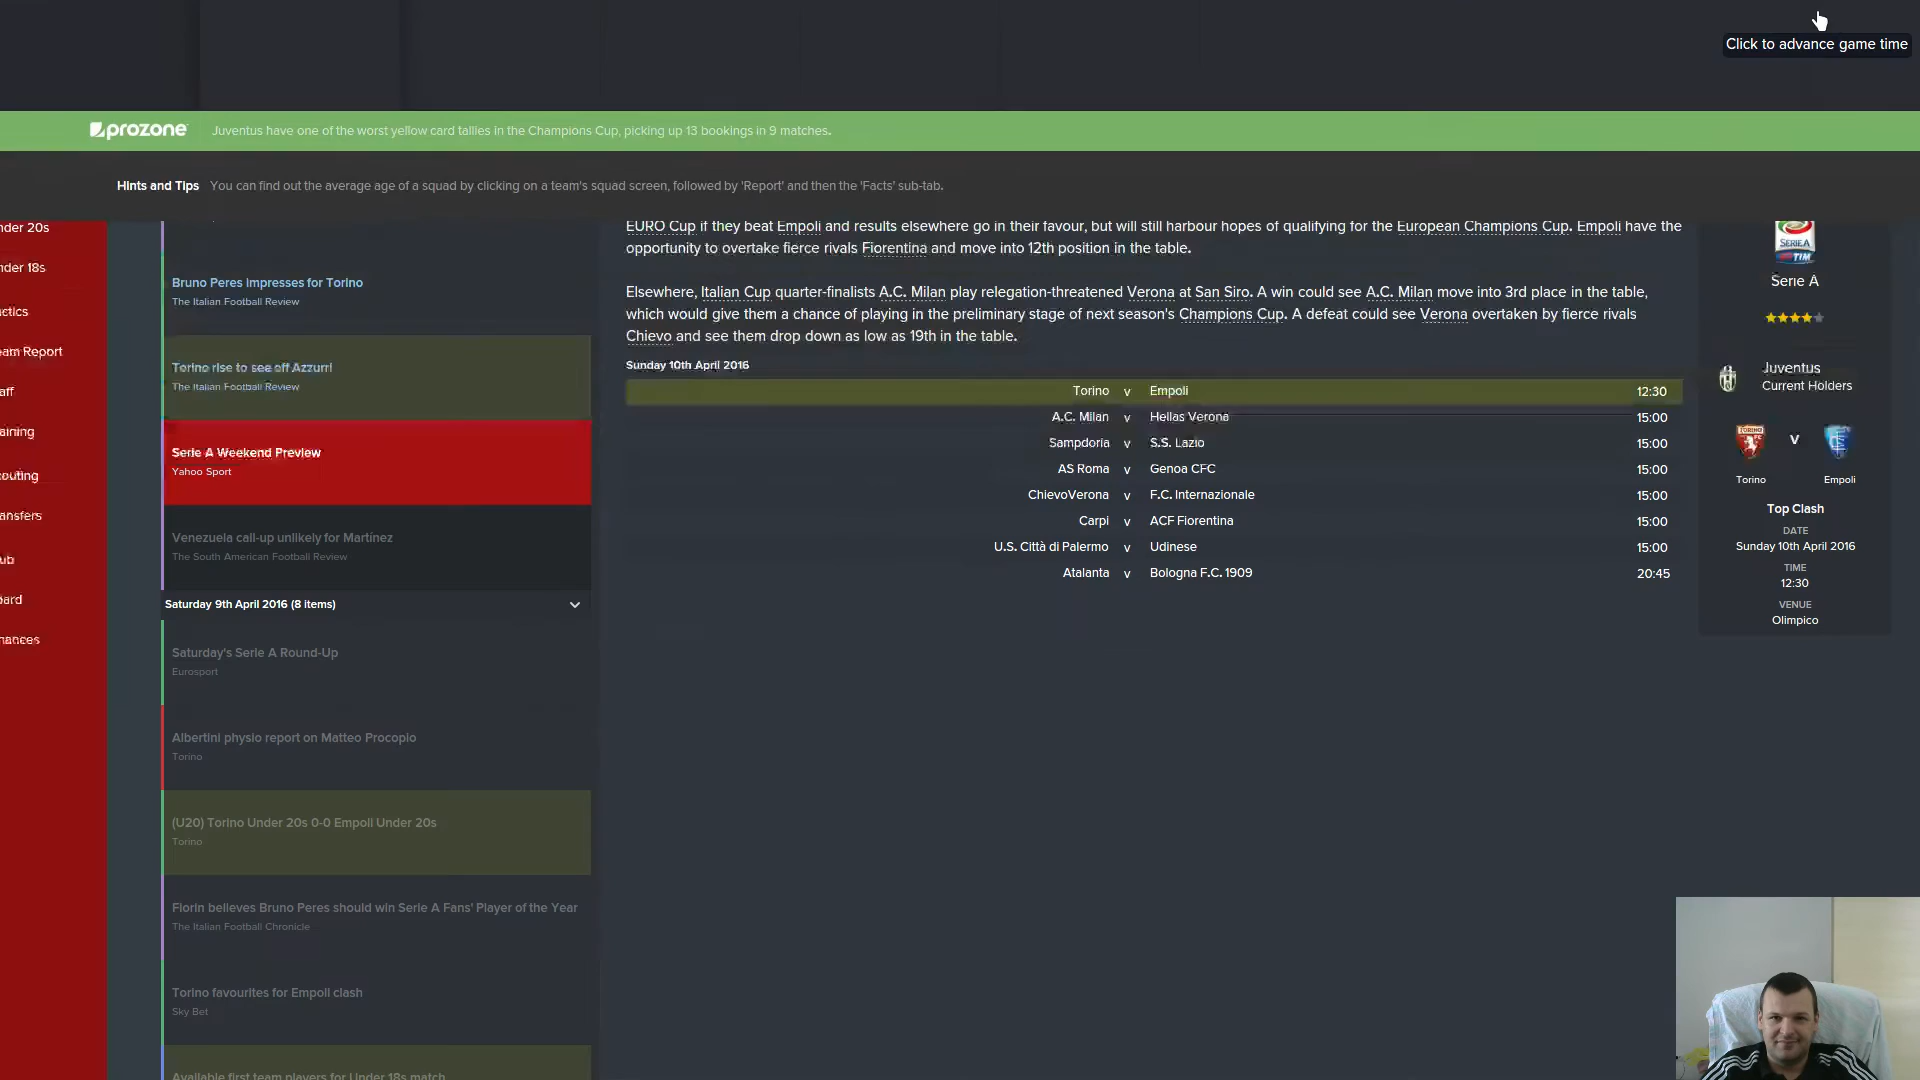 Click to advance game time
prozone
Juventus have one of the worst yellow card tallies in the Champions Cup, picking up 13 bookings in 9 matches.
Hints and Tips You can find out the average age of a squad by clicking on a team's squad screen, followed by 'Report' and then the 'Facts' sub-tab.
nder 20s
nder 18s
ctics
eam Report
aff
aining
outing
ansfers
ub
ard
nances
Bruno Peres impresses for Torino
The Italian Football Review
Torino rise to see off Azzurri
The Italian Football Review
Serie A Weekend Preview
Yahoo Sport
Venezuela call-up unlikely for Martínez
The South American Football Review
Saturday 9th April 2016 (8 items)
Saturday's Serie A Round-Up
Eurosport
Albertini physio report on Matteo Procopio
Torino
(U20) Torino Under 20s 0-0 Empoli Under 20s
Torino
Florin believes Bruno Peres should win Serie A Fans' Player of the Year
The Italian Football Chronicle
Torino favourites for Empoli clash
Sky Bet
Available first team players for Under 18s match
EURO Cup if they beat Empoli and results elsewhere go in their favour, but will still harbour hopes of qualifying for the European Champions Cup. Empoli have the
opportunity to overtake fierce rivals Fiorentina and move into 12th position in the table.
Elsewhere, Italian Cup quarter-finalists A.C. Milan play relegation-threatened Verona at San Siro. A win could see A.C. Milan move into 3rd place in the table,
which would give them a chance of playing in the preliminary stage of next season's Champions Cup. A defeat could see Verona overtaken by fierce rivals
Chievo and see them drop down as low as 19th in the table.
Sunday 10th April 2016
Torino v Empoli 12:30
A.C. Milan v Hellas Verona 15:00
Sampdoria v S.S. Lazio 15:00
AS Roma v Genoa CFC 15:00
ChievoVerona v F.C. Internazionale 15:00
Carpi v ACF Fiorentina 15:00
U.S. Città di Palermo v Udinese 15:00
Atalanta v Bologna F.C. 1909 20:45
SERIE A
TIM
Serie A
Juventus
Current Holders
V
Torino Empoli
Top Clash
DATE
Sunday 10th April 2016
TIME
12:30
VENUE
Olimpico